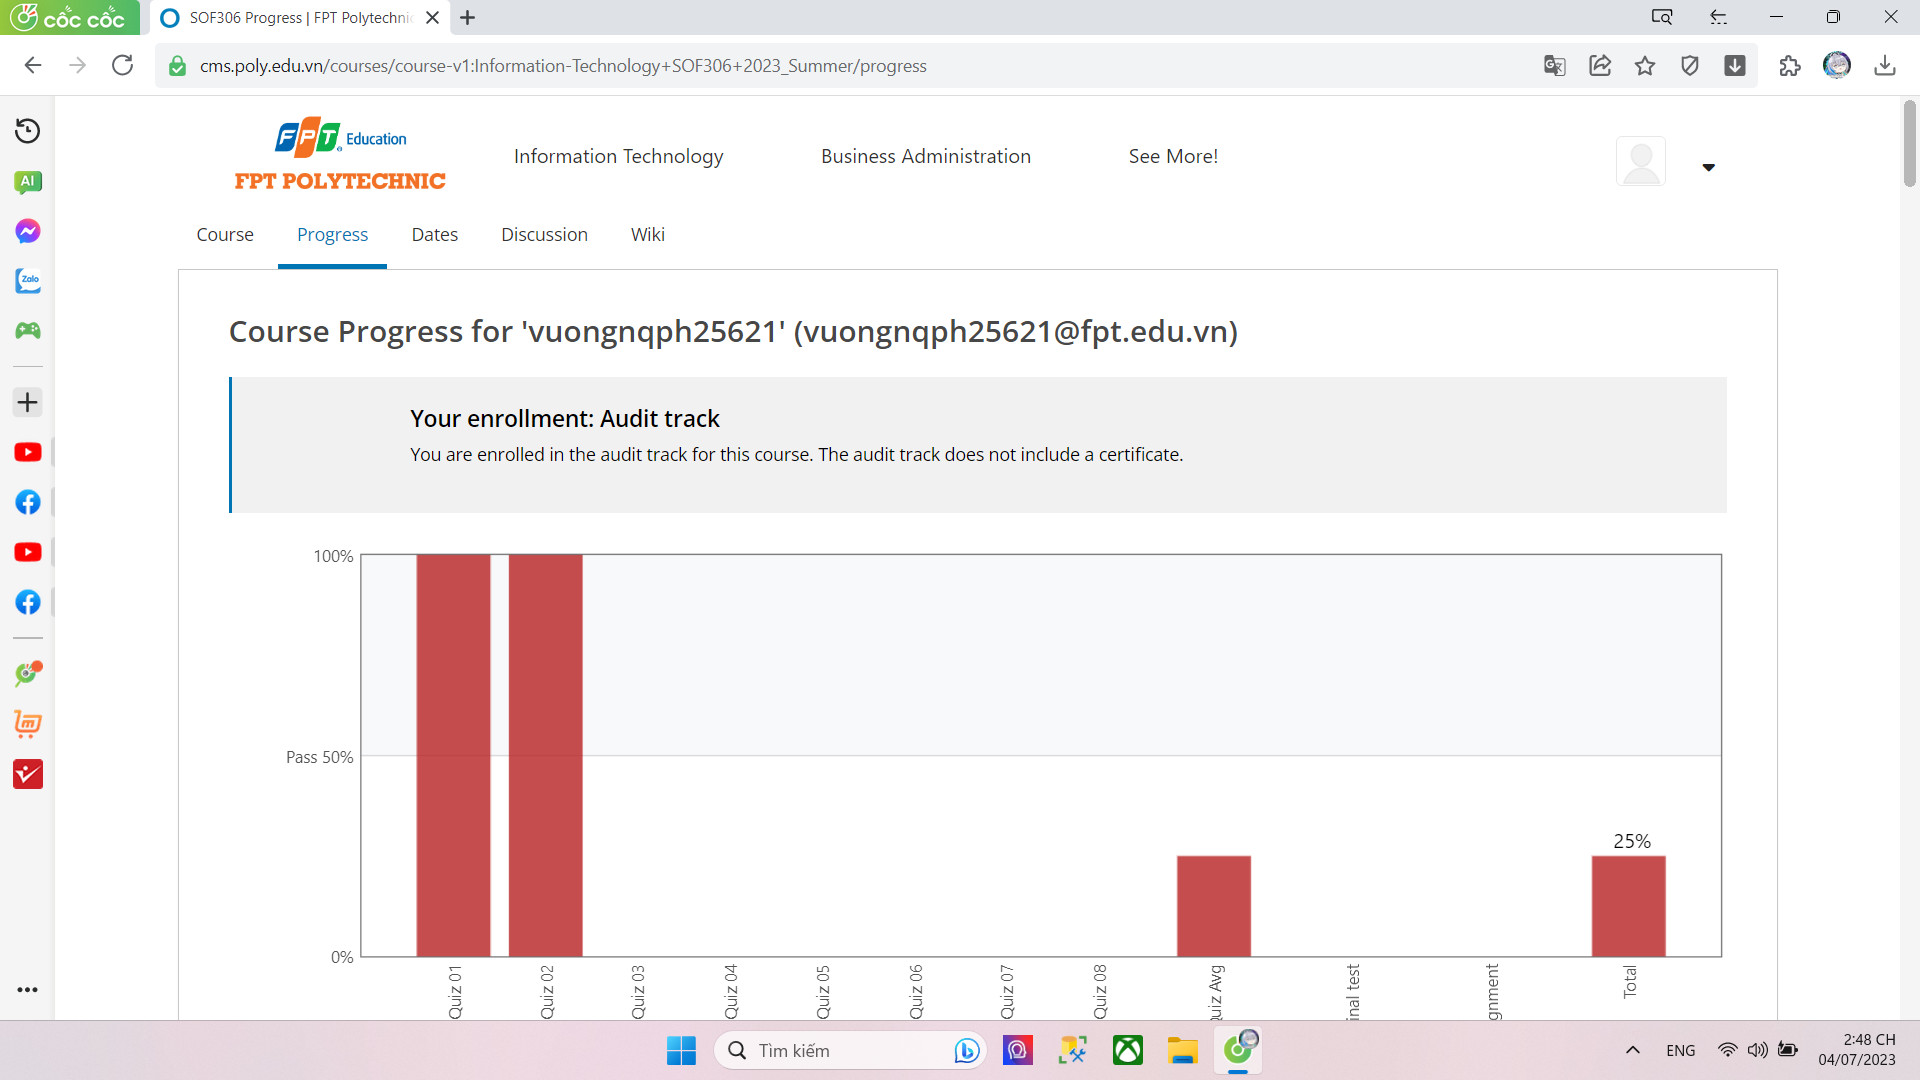 cốc cốc
SOF306 Progress | FPT Polytechnic
cms.poly.edu.vn/courses/course-v1:Information-Technology+SOF306+2023_Summer/progress
AI
Zalo
FPT Education
FPT POLYTECHNIC
Information Technology
Business Administration
See More!
Course
Progress
Dates
Discussion
Wiki
Course Progress for 'vuongnqph25621' (vuongnqph25621@fpt.edu.vn)
Your enrollment: Audit track
You are enrolled in the audit track for this course. The audit track does not include a certificate.
100%
Pass 50%
0%
25%
Quiz 01
Quiz 02
Quiz 03
Quiz 04
Quiz 05
Quiz 06
Quiz 07
Quiz 08
Quiz Avg
inal test
gnment
Total
Tìm kiếm
ENG
2:48 CH
04/07/2023